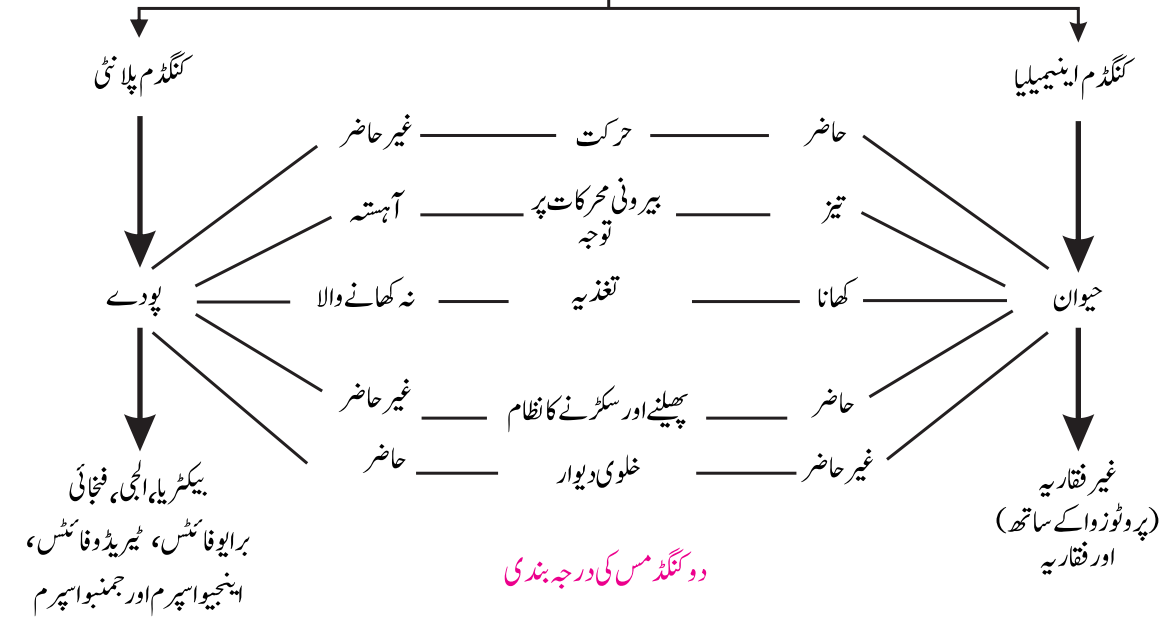 کنگڈم اینیمیلیا
کنگڈم پلانٹی
حاضر حرکت غیر حاضر
تیز بیرونی محرکات پر آہستہ
توجہ
حیوان کھانا تغذیہ نہ کھانے والا پودے
حاضر پھیلنے اور سکڑنے کا نظام غیر حاضر
غیر حاضر خلوی دیوار حاضر
غیر فقاریہ
(پروٹوزوا کے ساتھ)
اور فقاریہ
بیکٹریا، الجی، فنجائی
برایوفائٹس، ٹیریڈوفائٹس،
اینجیواسپرم اور جمنیواسپرم
دو کنگڈمس کی درجہ بندی